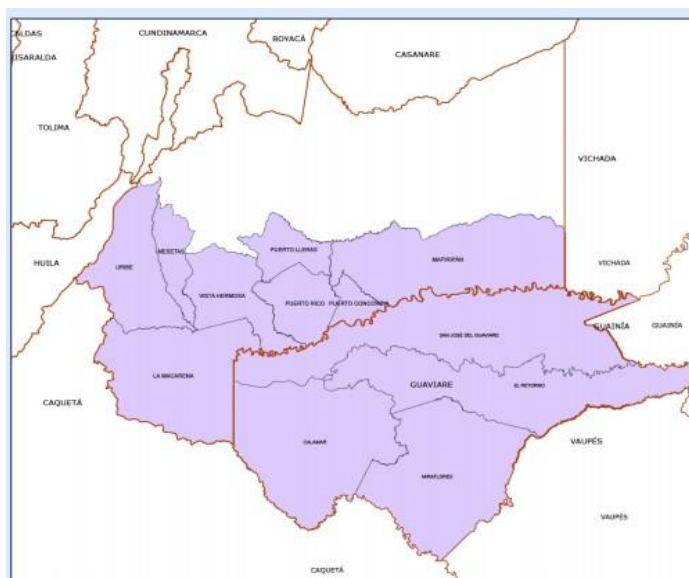 CALDAS
CUNDINAMARCA
BOYACÁ
CASANARE
RISARALDA
TOLIMA
VICHADA
HUILA
URIBE
MESETAS
PUERTO LLERAS
MAPIRIPÁN
VICHADA
VISTA HERMOSA
PUERTO RICO
PUERTO CONCORDIA
SAN JOSÉ DEL GUAVIARE
GUAINÍA
GUAINÍA
LA MACARENA
GUAVIARE
EL RETORNO
CAQUETÁ
CALAMAR
VAUPÉS
MIRAFLORES
VAUPÉS
CAQUETÁ